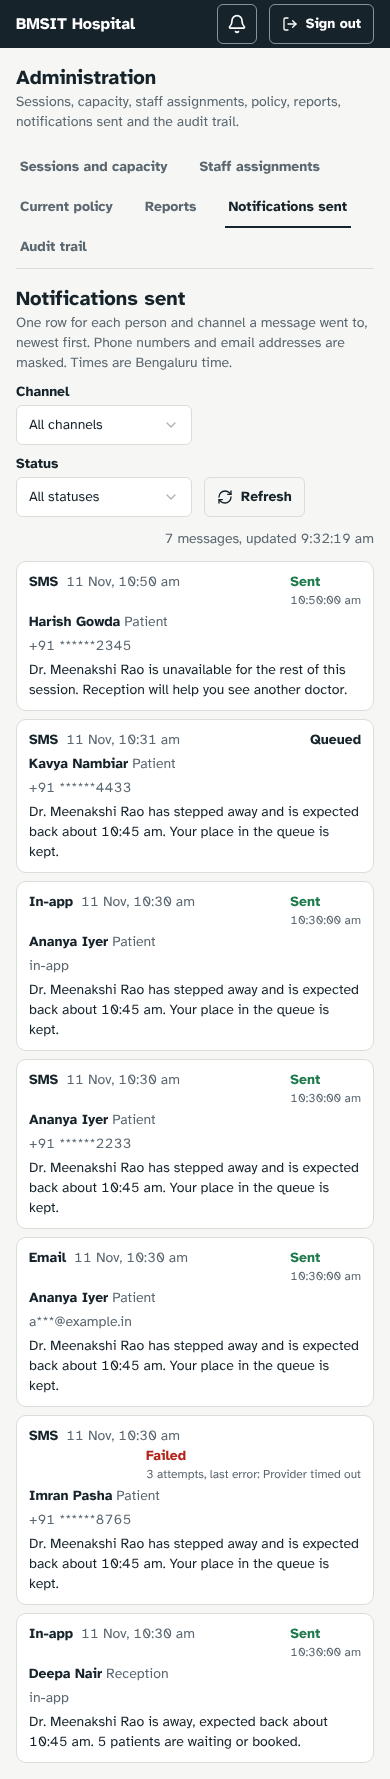 BMSIT Hospital
Sign out
Administration
Sessions, capacity, staff assignments, policy, reports,
notifications sent and the audit trail.
Sessions and capacity Staff assignments
Current policy Reports Notifications sent
Audit trail
Notifications sent
One row for each person and channel a message went to,
newest first. Phone numbers and email addresses are
masked. Times are Bengaluru time.
Channel
All channels
Status
All statuses Refresh
7 messages, updated 9:32:19 am
SMS 11 Nov, 10:50 am Sent
10:50:00 am
Harish Gowda Patient
+91 ******2345
Dr. Meenakshi Rao is unavailable for the rest of this
session. Reception will help you see another doctor.
SMS 11 Nov, 10:31 am Queued
Kavya Nambiar Patient
+91 ******4433
Dr. Meenakshi Rao has stepped away and is expected
back about 10:45 am. Your place in the queue is
kept.
In-app 11 Nov, 10:30 am Sent
10:30:00 am
Ananya Iyer Patient
in-app
Dr. Meenakshi Rao has stepped away and is expected
back about 10:45 am. Your place in the queue is
kept.
SMS 11 Nov, 10:30 am Sent
10:30:00 am
Ananya Iyer Patient
+91 ******2233
Dr. Meenakshi Rao has stepped away and is expected
back about 10:45 am. Your place in the queue is
kept.
Email 11 Nov, 10:30 am Sent
10:30:00 am
Ananya Iyer Patient
a***@example.in
Dr. Meenakshi Rao has stepped away and is expected
back about 10:45 am. Your place in the queue is
kept.
SMS 11 Nov, 10:30 am
Failed
3 attempts, last error: Provider timed out
Imran Pasha Patient
+91 ******8765
Dr. Meenakshi Rao has stepped away and is expected
back about 10:45 am. Your place in the queue is
kept.
In-app 11 Nov, 10:30 am Sent
10:30:00 am
Deepa Nair Reception
in-app
Dr. Meenakshi Rao is away, expected back about
10:45 am. 5 patients are waiting or booked.